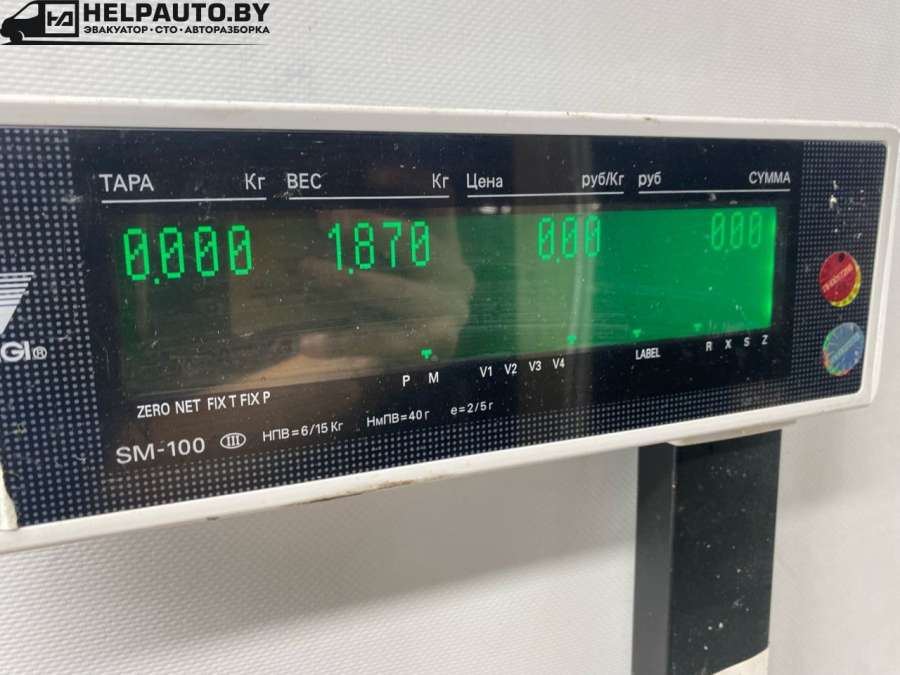 HELPAUTO.BY
ЭВАКУАТОР · СТО · АВТОРАЗБОРКА
ТАРА Кг ВЕС Кг Цена руб/Кг руб СУММА
0.000 1.870 0.00 0.00
GI®
P M V1 V2 V3 V4 LABEL R X S Z
ZERO NET FIX T FIX P
SM-100 III НПВ=6/15 Кг НмПВ=40 г e=2/5 г